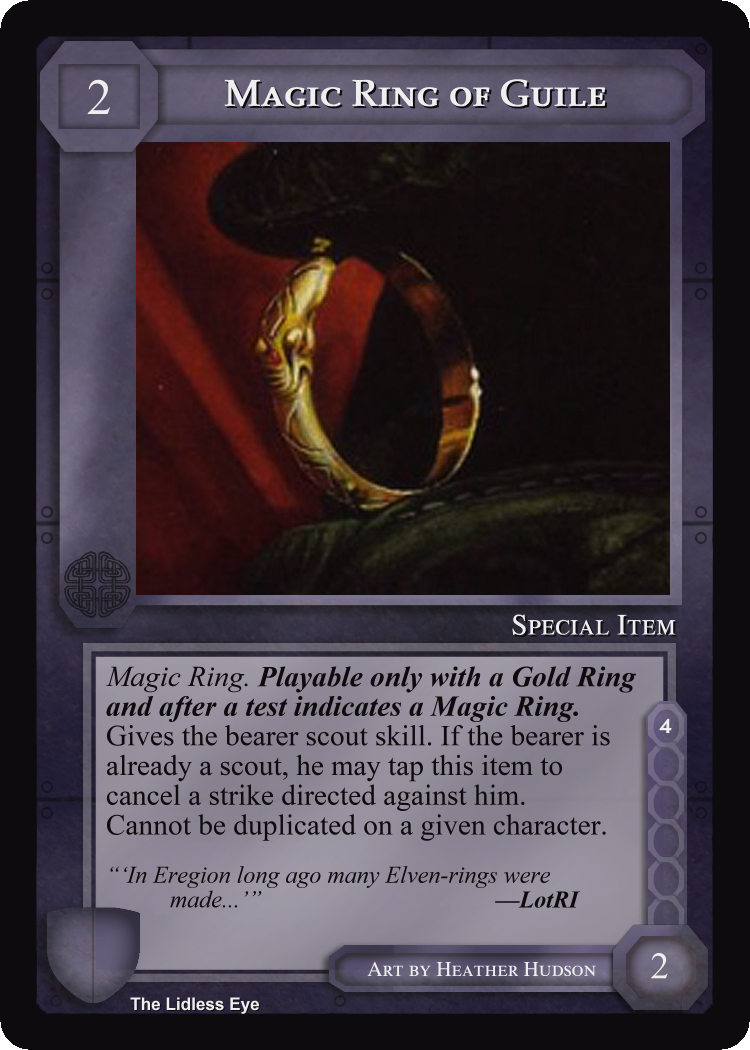 2
Magic Ring of Guile
Special Item
Magic Ring. Playable only with a Gold Ring
and after a test indicates a Magic Ring.
Gives the bearer scout skill. If the bearer is
already a scout, he may tap this item to
cancel a strike directed against him.
Cannot be duplicated on a given character.
4
“‘In Eregion long ago many Elven-rings were
made...’”
—LotRI
Art by Heather Hudson
2
The Lidless Eye